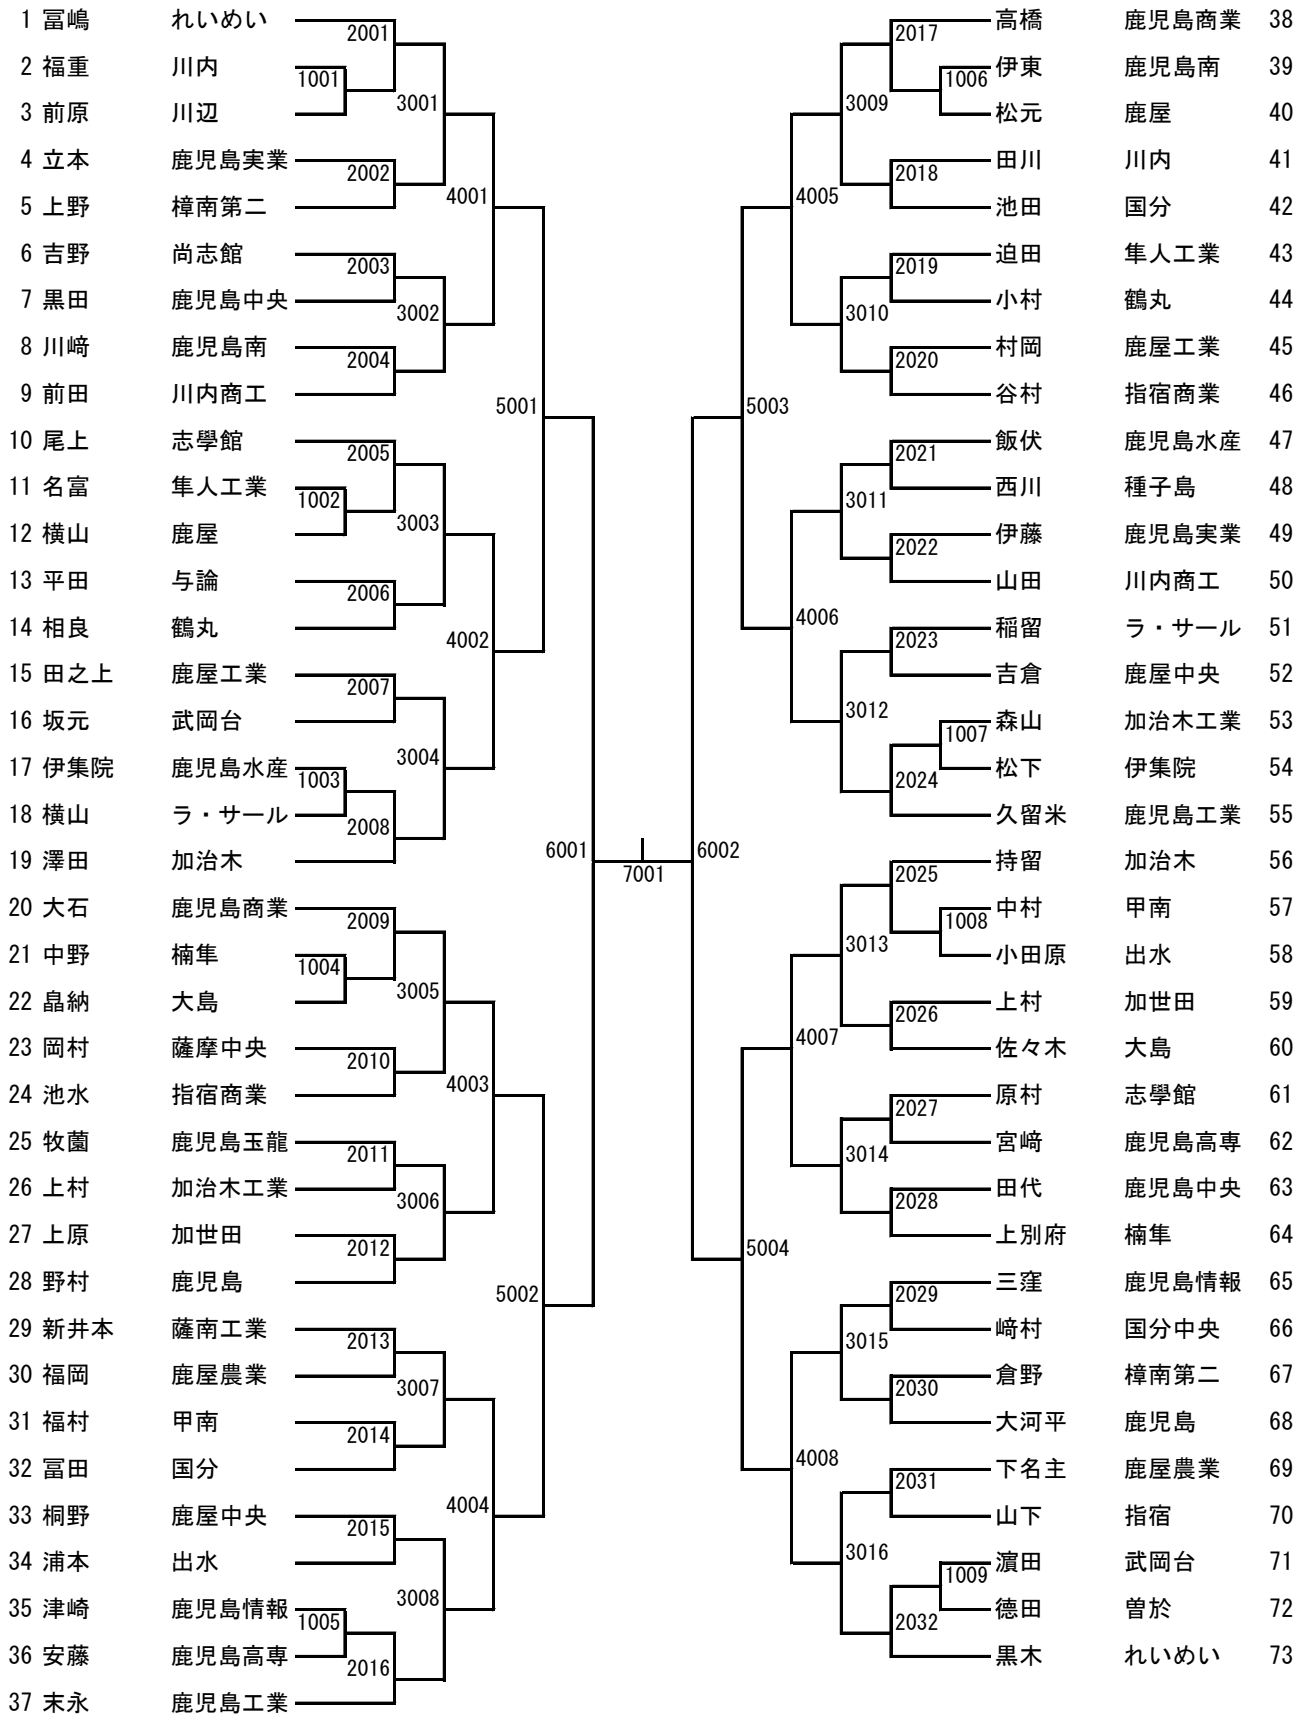 1 冨嶋 れいめい
2001
2 福重 川内
1001
3 前原 川辺
3001
4 立本 鹿児島実業
2002
5 上野 樟南第二
4001
6 吉野 尚志館
2003
7 黒田 鹿児島中央
3002
8 川﨑 鹿児島南
2004
9 前田 川内商工
5001
10 尾上 志學館
2005
11 名富 隼人工業
1002
12 横山 鹿屋
3003
13 平田 与論
2006
14 相良 鶴丸
4002
15 田之上 鹿屋工業
2007
16 坂元 武岡台
3004
17 伊集院 鹿児島水産
1003
18 横山 ラ・サール
2008
19 澤田 加治木
6001
20 大石 鹿児島商業
2009
21 中野 楠隼
1004
22 皛納 大島
3005
23 岡村 薩摩中央
2010
24 池水 指宿商業
4003
25 牧薗 鹿児島玉龍
2011
26 上村 加治木工業
3006
27 上原 加世田
2012
28 野村 鹿児島
5002
29 新井本 薩南工業
2013
30 福岡 鹿屋農業
3007
31 福村 甲南
2014
32 冨田 国分
4004
33 桐野 鹿屋中央
2015
34 浦本 出水
3008
35 津崎 鹿児島情報
1005
36 安藤 鹿児島高専
2016
37 末永 鹿児島工業
7001
高橋 鹿児島商業 38
2017
伊東 鹿児島南 39
1006
松元 鹿屋 40
3009
田川 川内 41
2018
池田 国分 42
4005
迫田 隼人工業 43
2019
小村 鶴丸 44
3010
村岡 鹿屋工業 45
2020
谷村 指宿商業 46
5003
飯伏 鹿児島水産 47
2021
西川 種子島 48
3011
伊藤 鹿児島実業 49
2022
山田 川内商工 50
4006
稲留 ラ・サール 51
2023
吉倉 鹿屋中央 52
3012
森山 加治木工業 53
1007
松下 伊集院 54
2024
久留米 鹿児島工業 55
6002
持留 加治木 56
2025
中村 甲南 57
1008
小田原 出水 58
3013
上村 加世田 59
2026
佐々木 大島 60
4007
原村 志學館 61
2027
宮﨑 鹿児島高専 62
3014
田代 鹿児島中央 63
2028
上別府 楠隼 64
5004
三窪 鹿児島情報 65
2029
﨑村 国分中央 66
3015
倉野 樟南第二 67
2030
大河平 鹿児島 68
4008
下名主 鹿屋農業 69
2031
山下 指宿 70
3016
濵田 武岡台 71
1009
德田 曽於 72
2032
黒木 れいめい 73